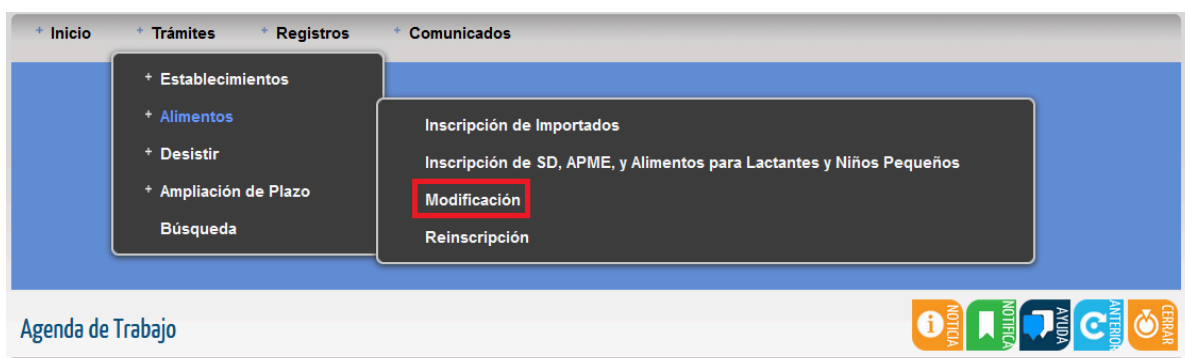 + Inicio + Trámites + Registros + Comunicados
+ Establecimientos
+ Alimentos
+ Desistir
+ Ampliación de Plazo
Búsqueda
Inscripción de Importados
Inscripción de SD, APME, y Alimentos para Lactantes y Niños Pequeños
Modificación
Reinscripción
Agenda de Trabajo
NOTICIA
NOTIFICA
AYUDA
ANTERIOR
CERRAR